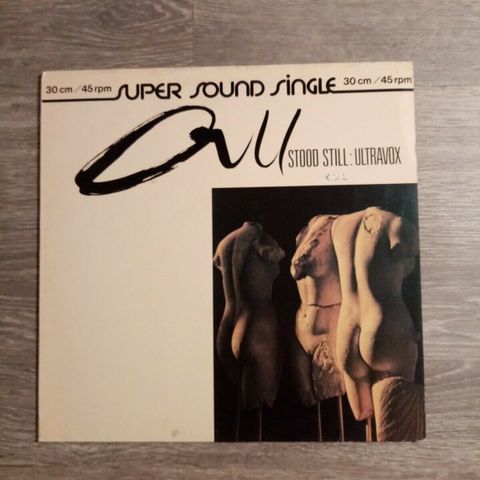 30 cm / 45 rpm SUPER SOUND SiNGLE 30 cm / 45 rpm
All
STOOD STILL: ULTRAVOX